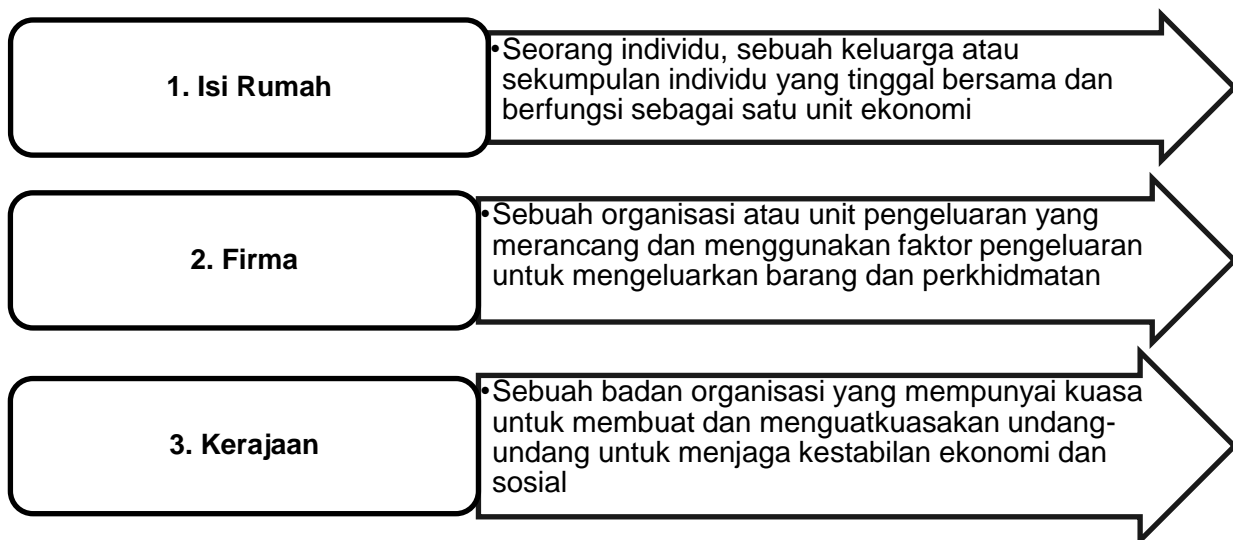 1. Isi Rumah
•Seorang individu, sebuah keluarga atau
sekumpulan individu yang tinggal bersama dan
berfungsi sebagai satu unit ekonomi
2. Firma
•Sebuah organisasi atau unit pengeluaran yang
merancang dan menggunakan faktor pengeluaran
untuk mengeluarkan barang dan perkhidmatan
3. Kerajaan
•Sebuah badan organisasi yang mempunyai kuasa
untuk membuat dan menguatkuasakan undang-
undang untuk menjaga kestabilan ekonomi dan
sosial